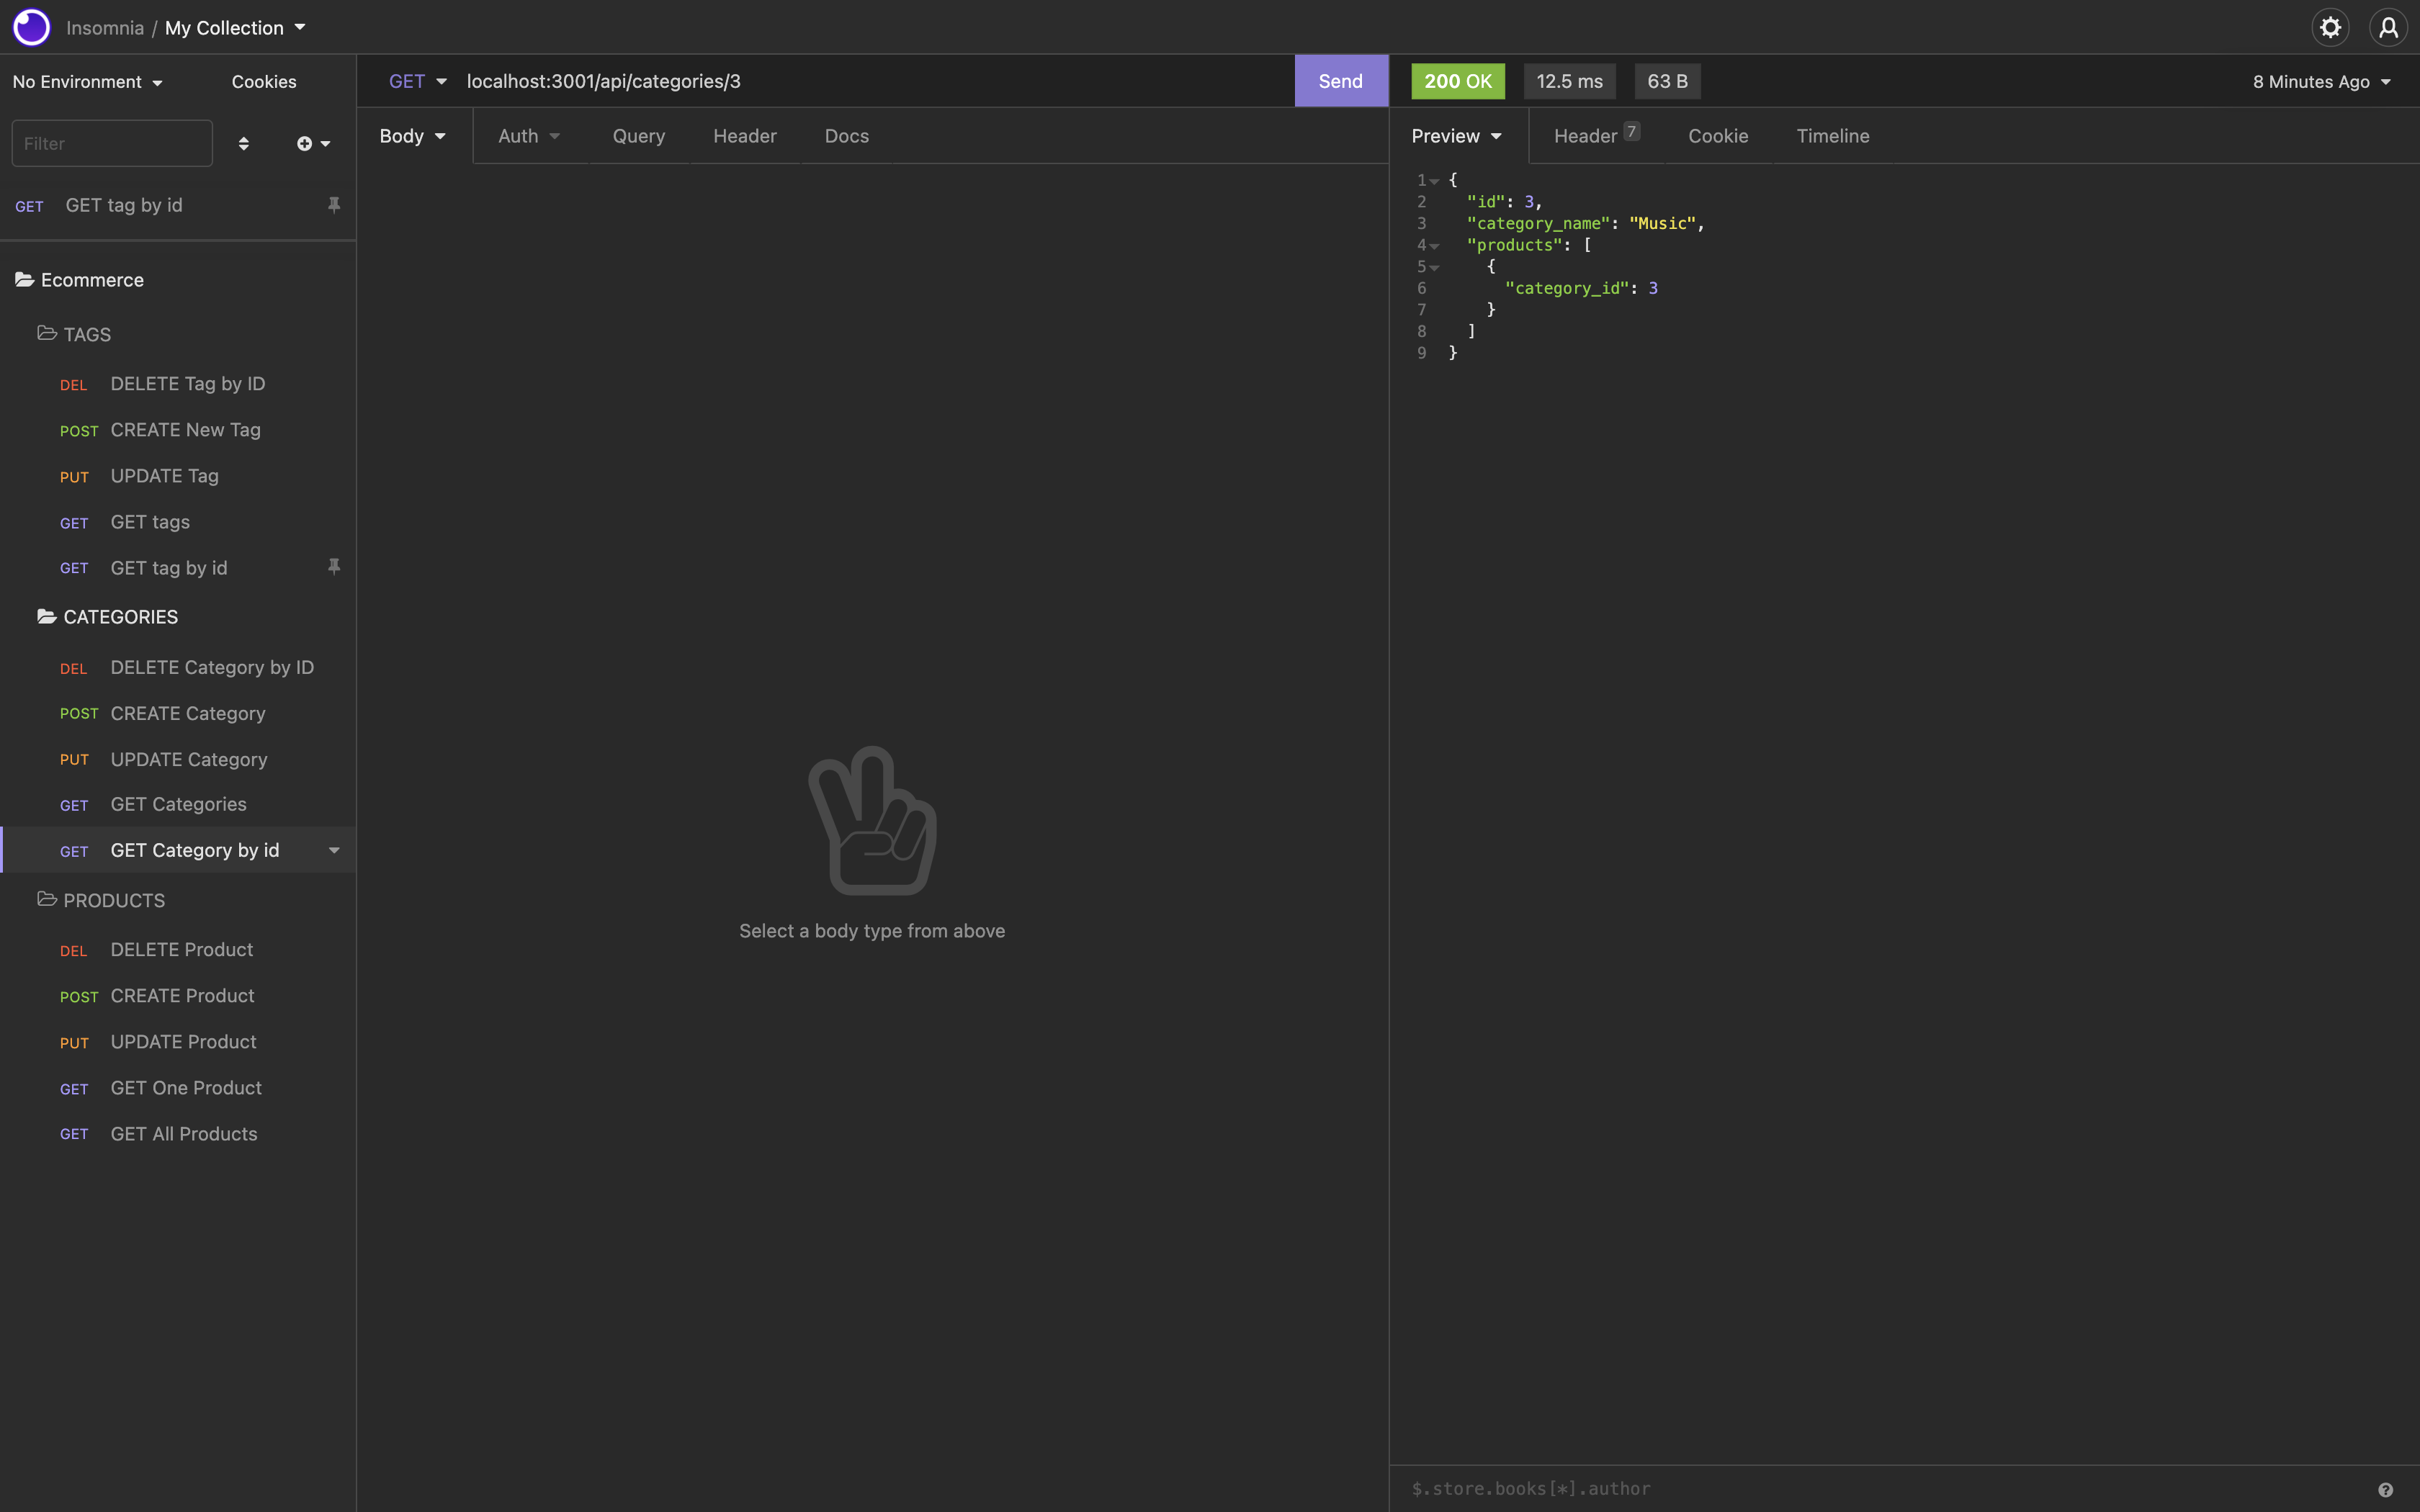 Insomnia / My Collection
No Environment
Cookies
Filter
GET GET tag by id
Ecommerce
TAGS
DEL DELETE Tag by ID
POST CREATE New Tag
PUT UPDATE Tag
GET GET tags
GET GET tag by id
CATEGORIES
DEL DELETE Category by ID
POST CREATE Category
PUT UPDATE Category
GET GET Categories
GET GET Category by id
PRODUCTS
DEL DELETE Product
POST CREATE Product
PUT UPDATE Product
GET GET One Product
GET GET All Products
GET localhost:3001/api/categories/3 Send
Body Auth Query Header Docs
Select a body type from above
200 OK 12.5 ms 63 B 8 Minutes Ago
Preview Header 7 Cookie Timeline
1 {
2 "id": 3,
3 "category_name": "Music",
4 "products": [
5 {
6 "category_id": 3
7 }
8 ]
9 }
$.store.books[*].author